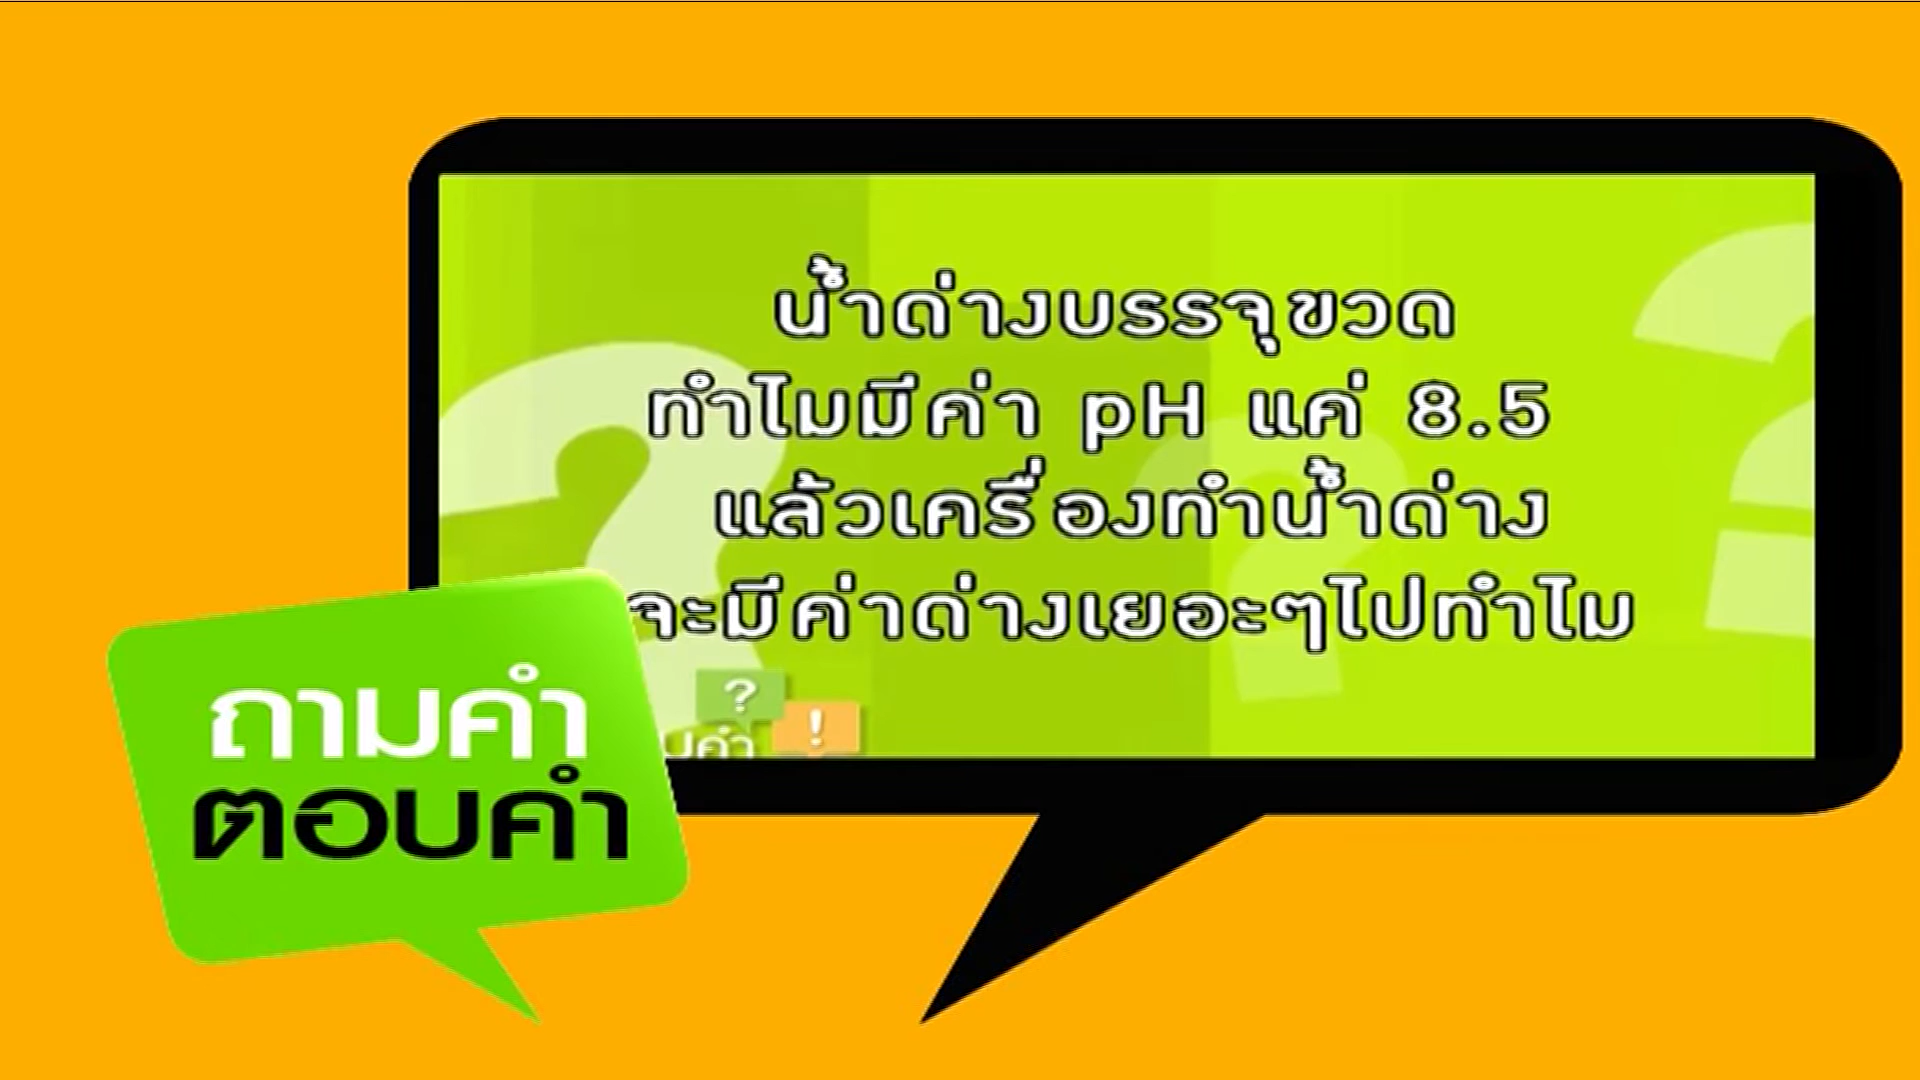 น้ำด่างบรรจุขวด
ทำไมมีค่า pH แค่ 8.5
แล้วเครื่องทำน้ำด่าง
จะมีค่าด่างเยอะๆไปทำไม
?
!
ถามคำ
ตอบคำ